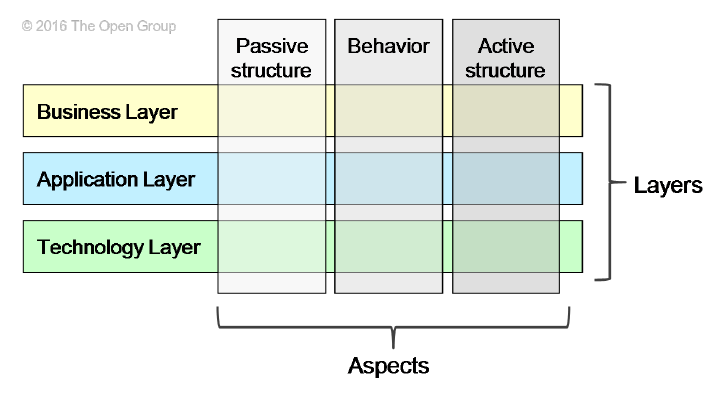 © 2016 The Open Group
Passive
structure
Behavior
Active
structure
Business Layer
Application Layer
Technology Layer
Layers
Aspects